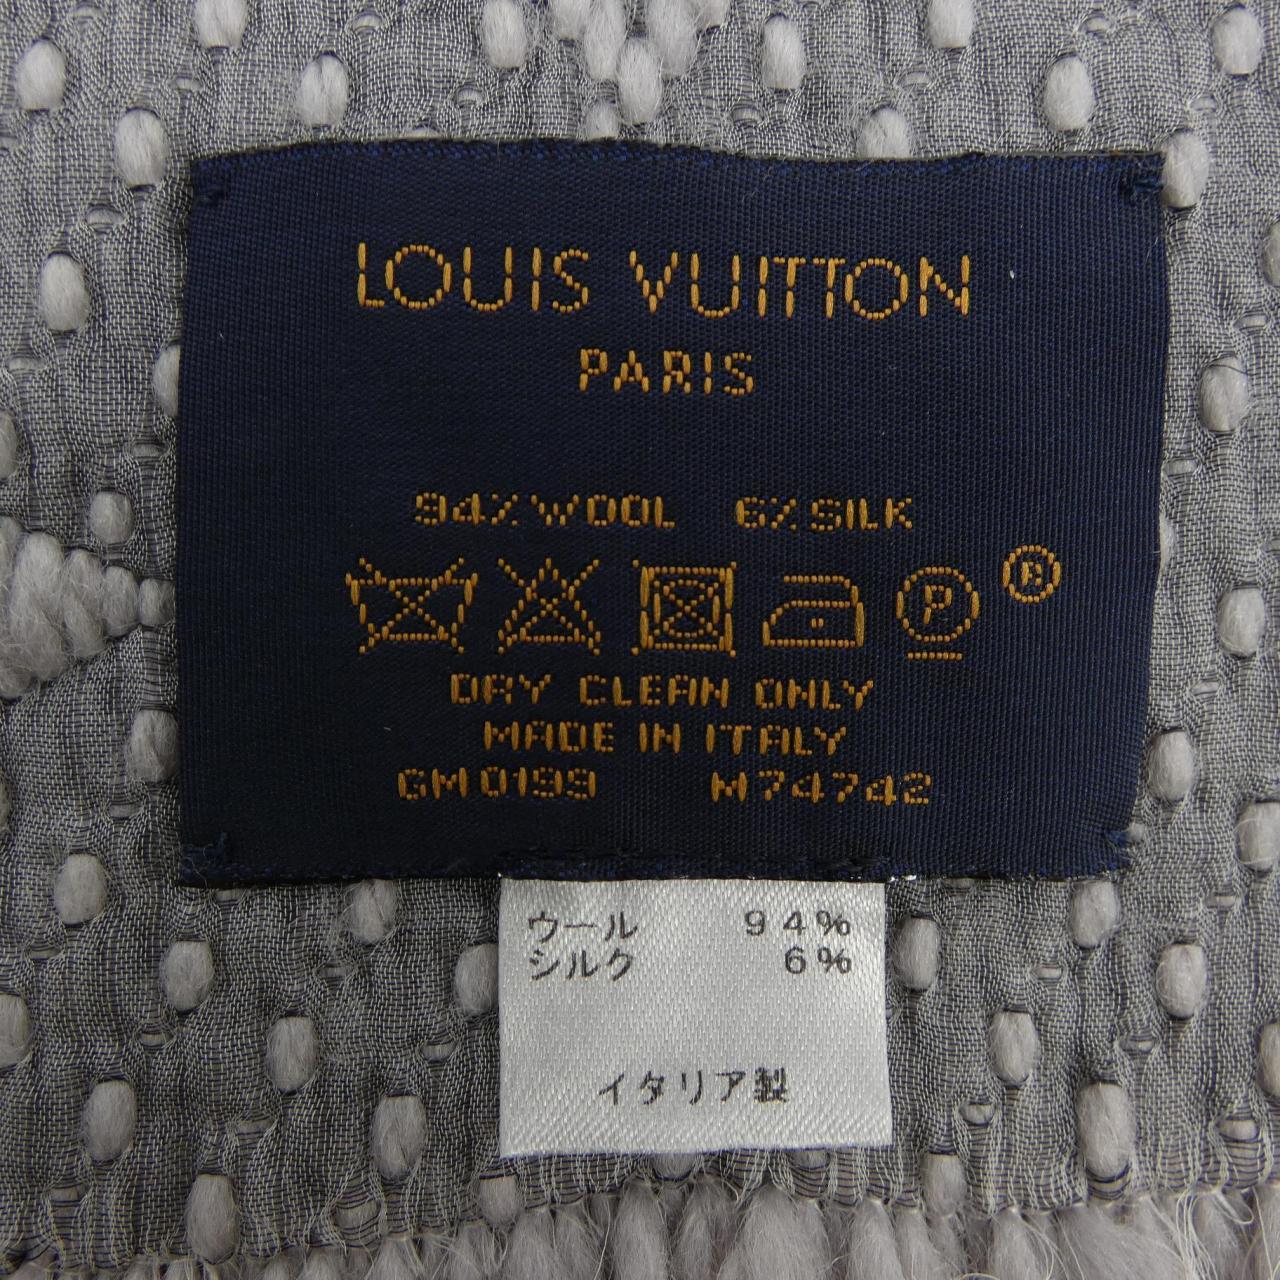 LOUIS VUITTON
PARIS
94% WOOL 6% SILK
P ®
DRY CLEAN ONLY
MADE IN ITALY
GM0199 M74742
ウール 94%
シルク 6%
イタリア製